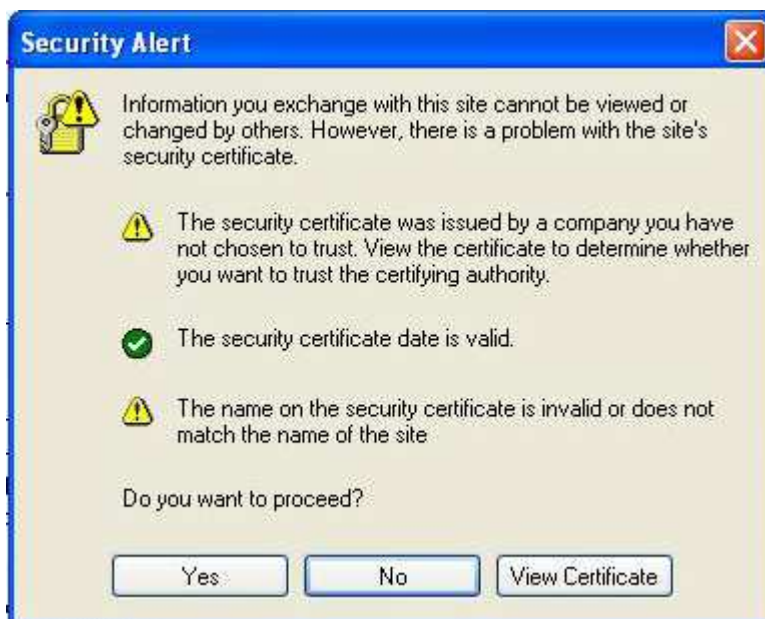 Security Alert
Information you exchange with this site cannot be viewed or
changed by others. However, there is a problem with the site's
security certificate.
The security certificate was issued by a company you have
not chosen to trust. View the certificate to determine whether
you want to trust the certifying authority.
The security certificate date is valid.
The name on the security certificate is invalid or does not
match the name of the site
Do you want to proceed?
Yes No View Certificate